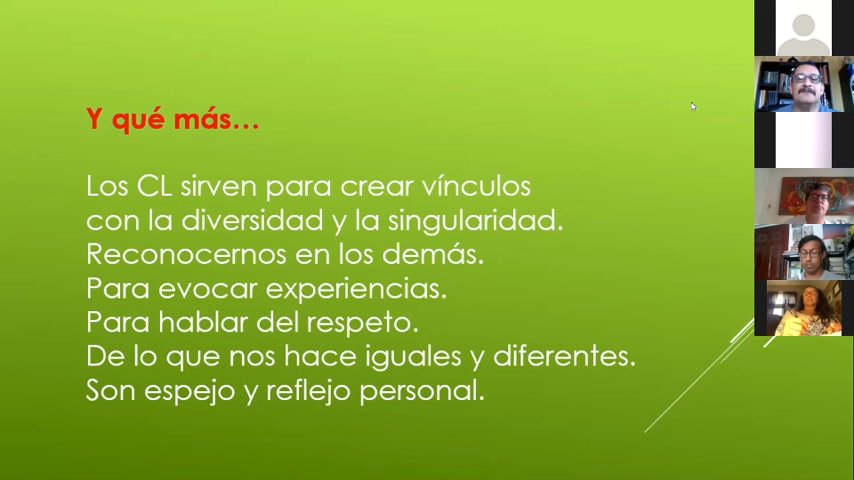 Y qué más...
Los CL sirven para crear vínculos
con la diversidad y la singularidad.
Reconocernos en los demás.
Para evocar experiencias.
Para hablar del respeto.
De lo que nos hace iguales y diferentes.
Son espejo y reflejo personal.